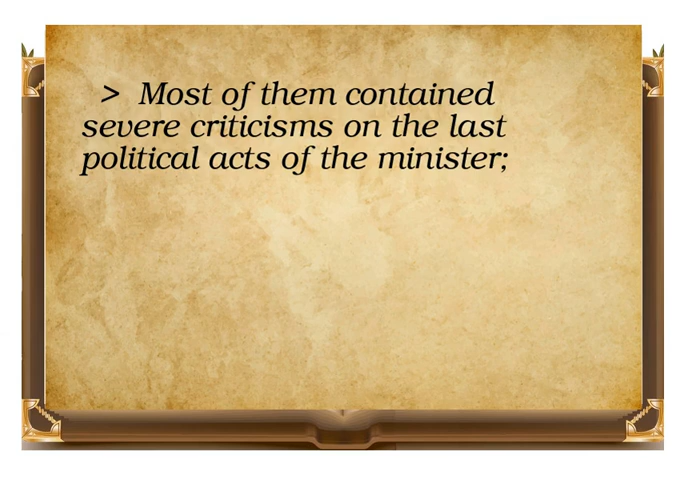 > Most of them contained
severe criticisms on the last
political acts of the minister;